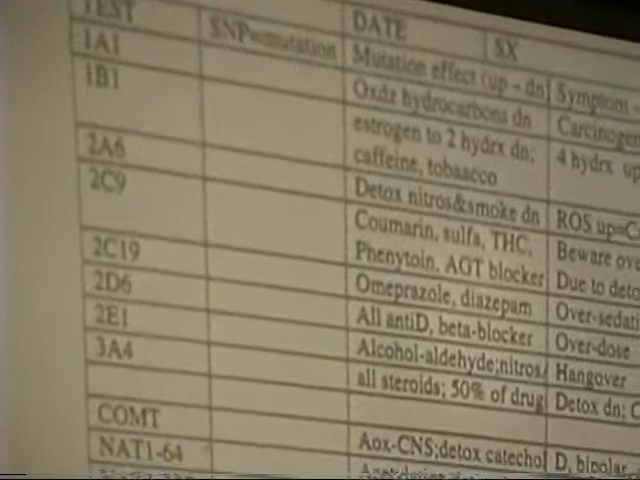 TEST DATE SX
SNP=mutation Mutation effect (up - dn) Symptom -
1A1 Oxdz hydrocarbons dn Carcinogen
1B1 estrogen to 2 hydrx dn; 4 hydrx up
caffeine, tobacco
2A6 Detox nitros&smoke dn ROS up=C
2C9 Coumarin, sulfa, THC, Beware ove
Phenytoin, AGT blocker Due to deto
2C19 Omeprazole, diazepam Over-sedati
2D6 All antiD, beta-blocker Over-dose
2E1 Alcohol-aldehyde;nitros/ Hangover
3A4 all steroids; 50% of drug Detox dn; C
COMT Aox-CNS;detox catechol D, bipolar
NAT1-64